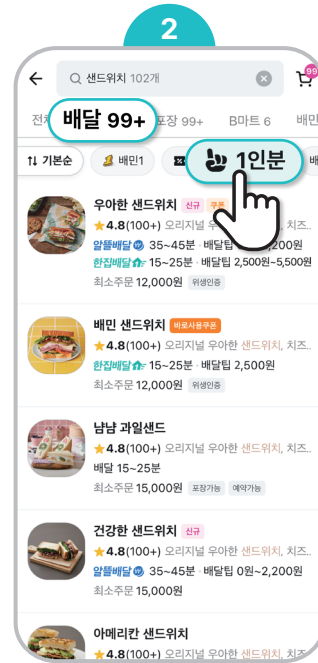 2
샌드위치 102개
99
전체 배달 99+ 포장 99+ B마트 6 배민
↑↓ 기본순 배민1 1인분 배
우아한 샌드위치 신규 쿠폰
★4.8(100+) 오리지널 우아한 샌드위치, 치즈..
알뜰배달 35~45분 · 배달팁 200원
한집배달 15~25분 · 배달팁 2,500원~5,500원
최소주문 12,000원 위생인증
배민 샌드위치 바로사용쿠폰
★4.8(100+) 오리지널 우아한 샌드위치, 치즈..
한집배달 15~25분 · 배달팁 2,500원
최소주문 12,000원 위생인증
냠냠 과일샌드
★4.8(100+) 오리지널 우아한 샌드위치, 치즈..
배달 15~25분
최소주문 15,000원 포장가능 예약가능
건강한 샌드위치 신규
★4.8(100+) 오리지널 우아한 샌드위치, 치즈..
알뜰배달 35~45분 · 배달팁 0원~2,200원
최소주문 15,000원
아메리칸 샌드위치
★4.8(100+) 오리지널 우아한 샌드위치, 치즈..